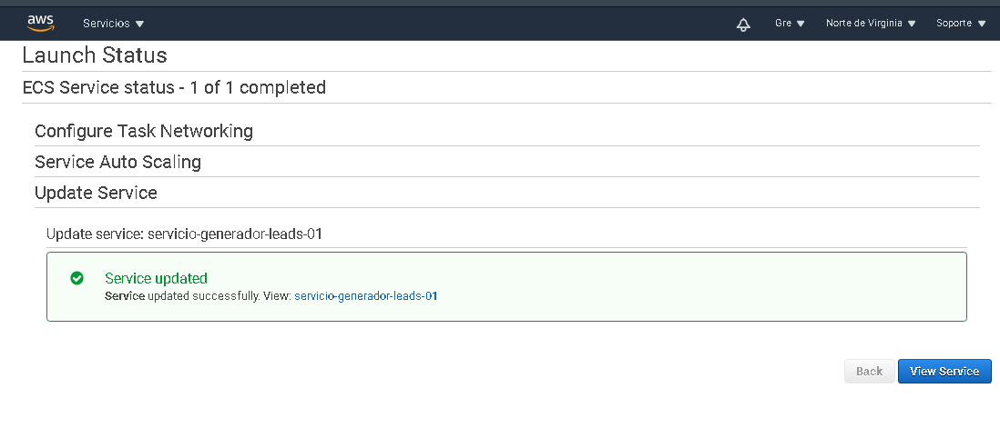 aws Servicios Gre Norte de Virginia Soporte
Launch Status
ECS Service status - 1 of 1 completed
Configure Task Networking
Service Auto Scaling
Update Service
Update service: servicio-generador-leads-01
Service updated
Service updated successfully. View: servicio-generador-leads-01
Back View Service